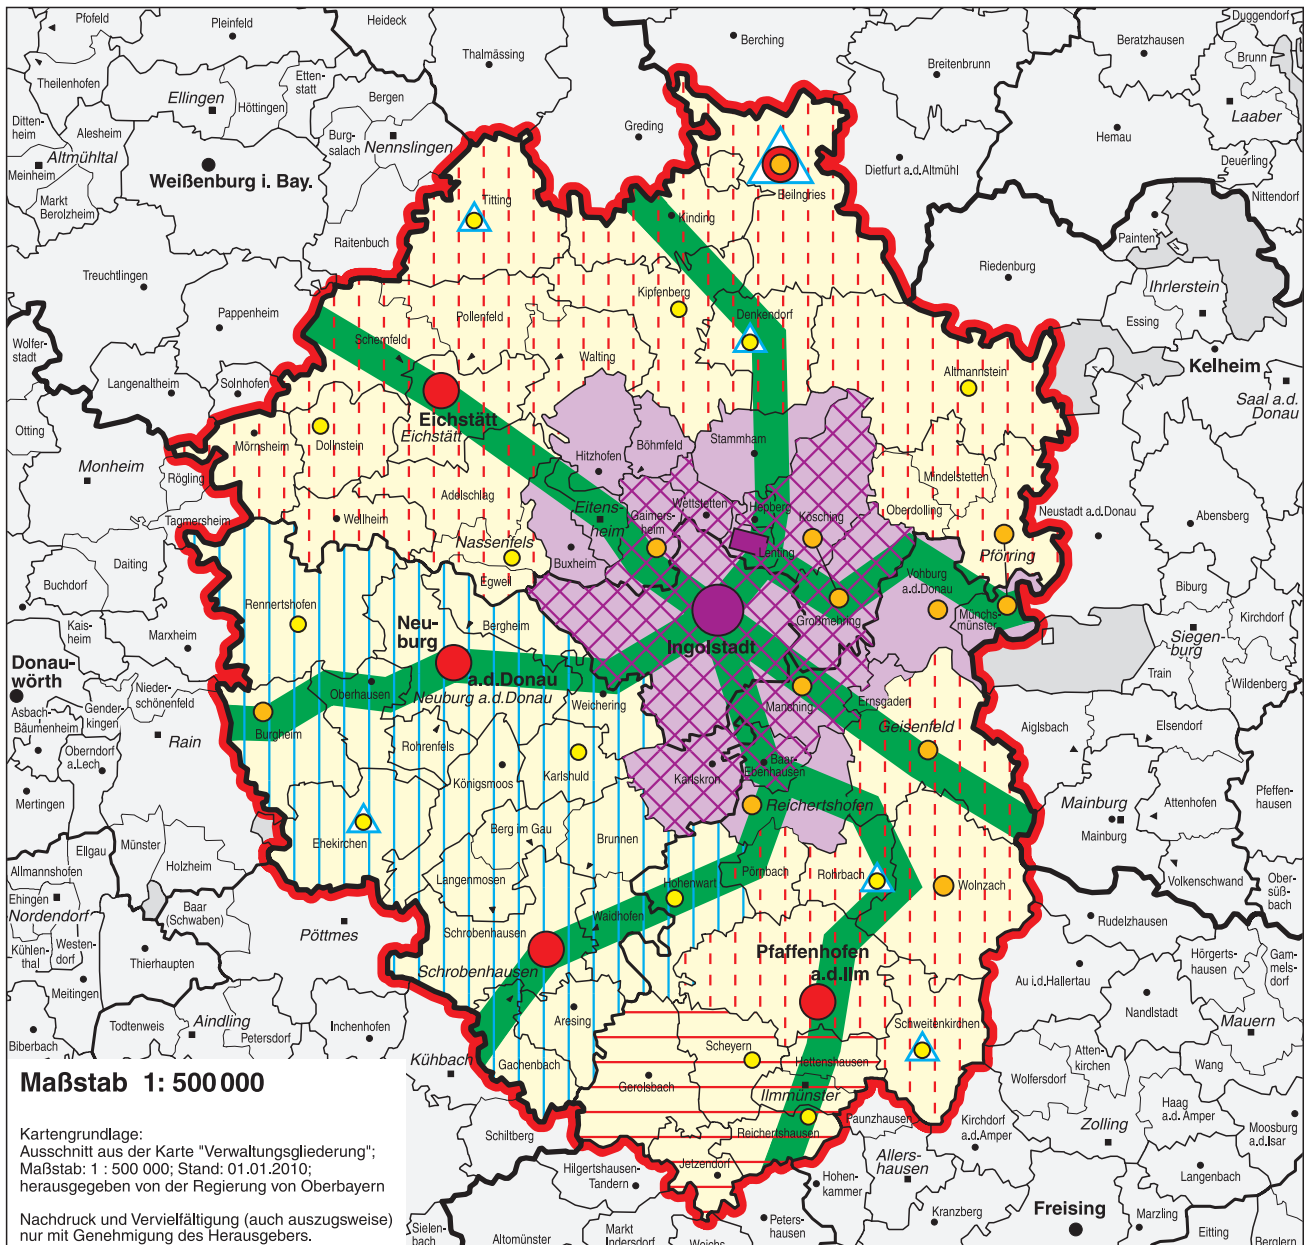 Pfofeld
Pleinfeld
Heideck
Thalmässing
Berching
Breitenbrunn
Beratzhausen
Duggendorf
Brunn
Laaber
Theilenhofen
Ellingen
Höttingen
Etten-
statt
Bergen
Nennslingen
Burg-
salach
Ditten-
heim
Alesheim
Altmühltal
Meinheim
Markt
Berolzheim
Weißenburg i. Bay.
Greding
Hemau
Deuerling
Nittendorf
Dietfurt a.d.Altmühl
Beilngries
Titting
Kinding
Raitenbuch
Painten
Treuchtlingen
Riedenburg
Ihrlerstein
Essing
Pappenheim
Kipfenberg
Denkendorf
Pollenfeld
Schernfeld
Walting
Wolfer-
stadt
Langenaltheim
Solnhofen
Kelheim
Saal a.d.
Donau
Altmannstein
Eichstätt
Eichstätt
Otting
Mörnsheim
Dollnstein
Hitzhofen
Böhmfeld
Stammham
Monheim
Rögling
Tagmersheim
Adelschlag
Wellheim
Nassenfels
Egweil
Eitens-
heim
Buxheim
Gaimers-
heim
Wettstetten
Hepberg
Lenting
Kösching
Mindelstetten
Oberdolling
Pförring
Neustadt a.d.Donau
Abensberg
Daiting
Buchdorf
Rennertshofen
Bergheim
Großmehring
Vohburg
a.d.Donau
Münchs-
münster
Biburg
Kirchdorf
Siegen-
burg
Train
Wildenberg
Kais-
heim
Marxheim
Neu-
burg
a.d.Donau
Neuburg a.d.Donau
Ingolstadt
Donau-
wörth
Nieder-
schönenfeld
Gender-
kingen
Oberhausen
Weichering
Manching
Ernsgaden
Geisenfeld
Aiglsbach
Elsendorf
Asbach-
Bäumenheim
Rain
Burgheim
Rohrenfels
Oberndorf
a.Lech
Königsmoos
Karlshuld
Karlskron
Baar-
Ebenhausen
Mertingen
Reichertshofen
Mainburg
Mainburg
Attenhofen
Pfeffen-
hausen
Ehekirchen
Berg im Gau
Brunnen
Ellgau
Münster
Holzheim
Allmannshofen
Ehingen
Nordendorf
Baar
(Schwaben)
Langenmosen
Hohenwart
Pörnbach
Rohrbach
Wolnzach
Volkenschwand
Ober-
süß-
bach
Waidhofen
Rudelzhausen
Kühlen-
thal
Westen-
dorf
Pöttmes
Schrobenhausen
Schrobenhausen
Pfaffenhofen
a.d.Ilm
Thierhaupten
Meitingen
Au i.d.Hallertau
Hörgerts-
hausen
Gam-
mels-
dorf
Nandlstadt
Mauern
Todtenweis
Aindling
Petersdorf
Inchenhofen
Biberbach
Aresing
Gachenbach
Kühbach
Scheyern
Hettenshausen
Schweitenkirchen
Gerolsbach
Ilmmünster
Reichertshausen
Jetzendorf
Paunzhausen
Wolfersdorf
Atten-
kirchen
Wang
Haag
a.d. Amper
Zolling
Moosburg
a.d.Isar
Kirchdorf
a.d.Amper
Schiltberg
Hilgertshausen-
Tandern
Allers-
hausen
Hohen-
kammer
Langenbach
Freising
Kranzberg
Marzling
Eitting
Berglern
Sielen-
bach
Altomünster
Markt
Indersdorf
Weichs
Peters-
hausen
Maßstab 1: 500 000
Kartengrundlage:
Ausschnitt aus der Karte "Verwaltungsgliederung";
Maßstab: 1 : 500 000; Stand: 01.01.2010;
herausgegeben von der Regierung von Oberbayern
Nachdruck und Vervielfältigung (auch auszugsweise)
nur mit Genehmigung des Herausgebers.